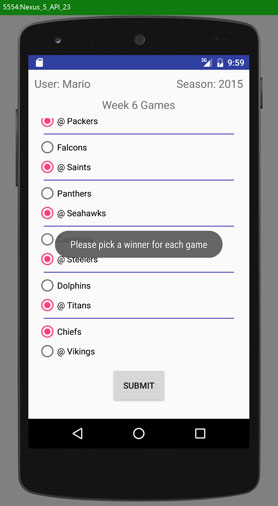 5554:Nexus_5_API_23
3G 9:59
User: Mario Season: 2015
Week 6 Games
@ Packers
Falcons
@ Saints
Panthers
@ Seahawks
Please pick a winner for each game
@ Steelers
Dolphins
@ Titans
Chiefs
@ Vikings
SUBMIT